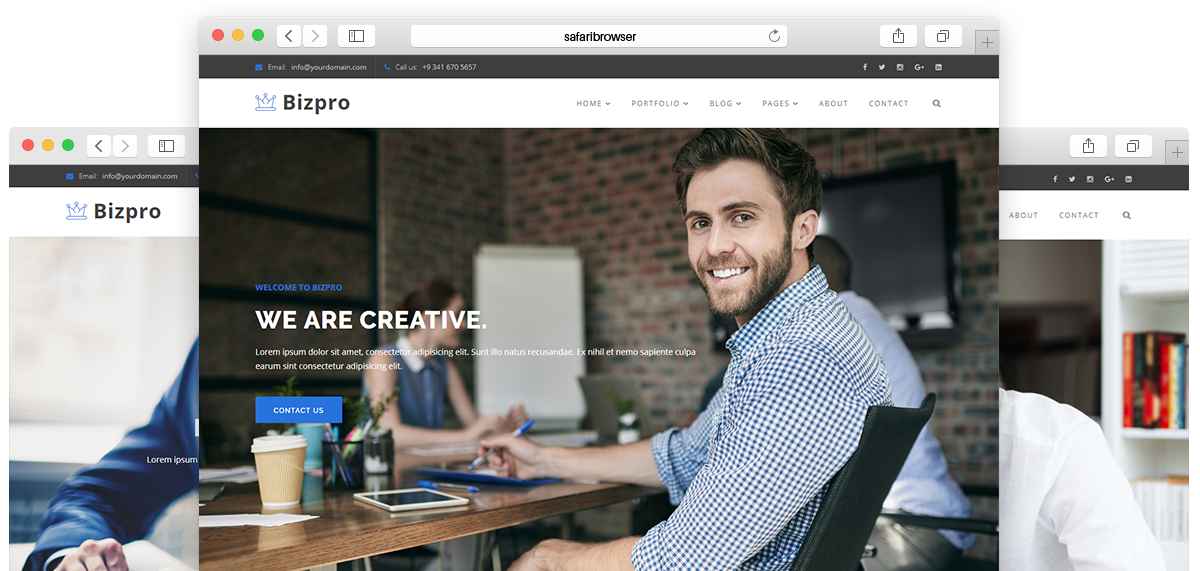 safaribrowser
Email: info@yourdomain.com Call us: +9 341 670 5657
Bizpro HOME PORTFOLIO BLOG PAGES ABOUT CONTACT
WELCOME TO BIZPRO
WE ARE CREATIVE.
Lorem ipsum dolor sit amet, consectetur adipisicing elit. Sunt illo natus recusandae. Ex nihil et nemo sapiente culpa
earum sint consectetur adipisicing elit.
CONTACT US
Email: info@yourdomain.com
Bizpro
Lorem ipsum
ABOUT CONTACT